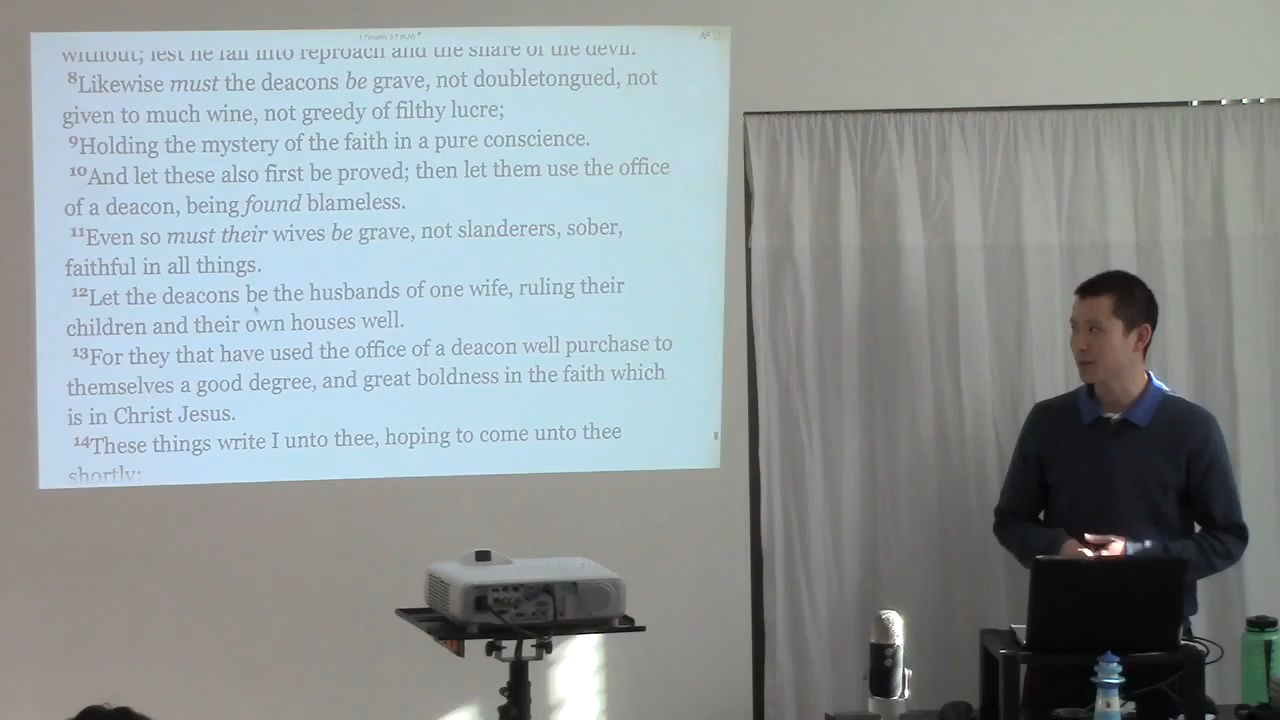 1 Timothy 3:7 (KJV)
without; lest he fall into reproach and the snare of the devil.
8Likewise must the deacons be grave, not doubletongued, not
given to much wine, not greedy of filthy lucre;
9Holding the mystery of the faith in a pure conscience.
10And let these also first be proved; then let them use the office
of a deacon, being found blameless.
11Even so must their wives be grave, not slanderers, sober,
faithful in all things.
12Let the deacons be the husbands of one wife, ruling their
children and their own houses well.
13For they that have used the office of a deacon well purchase to
themselves a good degree, and great boldness in the faith which
is in Christ Jesus.
14These things write I unto thee, hoping to come unto thee
shortly: